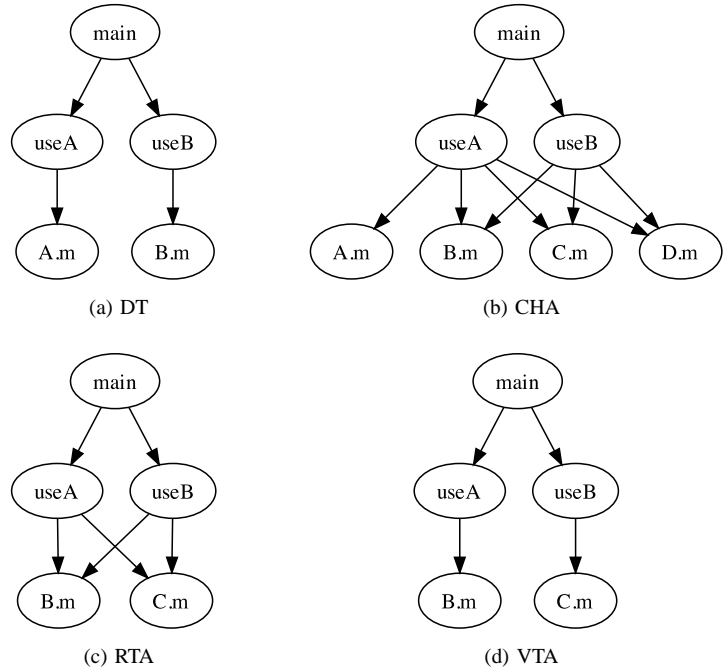 main
useA
useB
A.m
B.m
(a) DT
main
useA
useB
A.m
B.m
C.m
D.m
(b) CHA
main
useA
useB
B.m
C.m
(c) RTA
main
useA
useB
B.m
C.m
(d) VTA